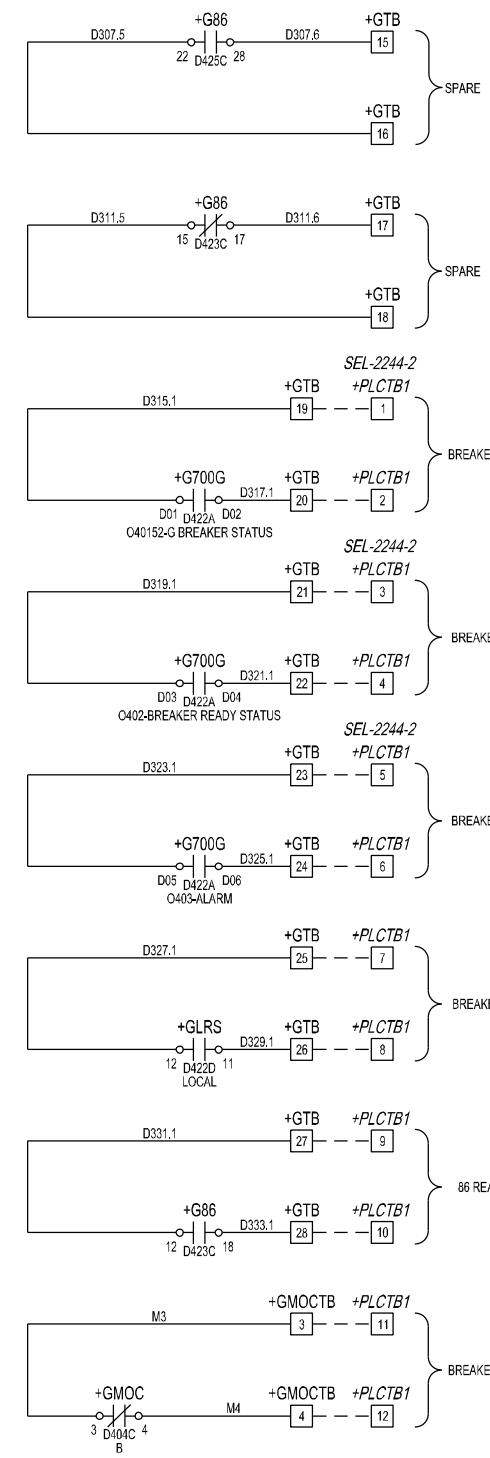 +G86 +GTB
D307.5 D307.6
15
22 D425C 28
SPARE
+GTB
16
+G86 +GTB
D311.5 D311.6
17
15 D423C 17
SPARE
+GTB
18
SEL-2244-2
+GTB +PLCTB1
D315.1
19 1
BREAKE
+G700G +GTB +PLCTB1
D317.1
20 2
D01 D422A D02
O40152-G BREAKER STATUS
SEL-2244-2
+GTB +PLCTB1
D319.1
21 3
BREAKE
+G700G +GTB +PLCTB1
D321.1
22 4
D03 D422A D04
O402-BREAKER READY STATUS
SEL-2244-2
+GTB +PLCTB1
D323.1
23 5
BREAKE
+G700G +GTB +PLCTB1
D325.1
24 6
D05 D422A D06
O403-ALARM
+GTB +PLCTB1
D327.1
25 7
BREAKE
+GLRS +GTB +PLCTB1
D329.1
26 8
12 D422D 11
LOCAL
+GTB +PLCTB1
D331.1
27 9
86 REA
+G86 +GTB +PLCTB1
D333.1
28 10
12 D423C 18
+GMOCTB +PLCTB1
M3
3 11
BREAKE
+GMOC +GMOCTB +PLCTB1
M4
4 12
3 D404C 4
B